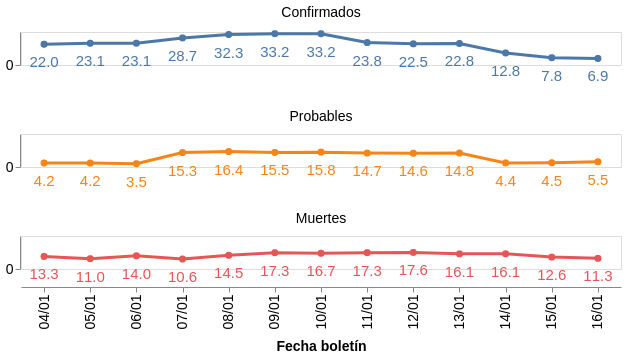 Confirmados
0
22.0 23.1 23.1 28.7 32.3 33.2 33.2 23.8 22.5 22.8 12.8 7.8 6.9
Probables
0
4.2 4.2 3.5 15.3 16.4 15.5 15.8 14.7 14.6 14.8 4.4 4.5 5.5
Muertes
0
13.3 11.0 14.0 10.6 14.5 17.3 16.7 17.3 17.6 16.1 16.1 12.6 11.3
04/01 05/01 06/01 07/01 08/01 09/01 10/01 11/01 12/01 13/01 14/01 15/01 16/01
Fecha boletín